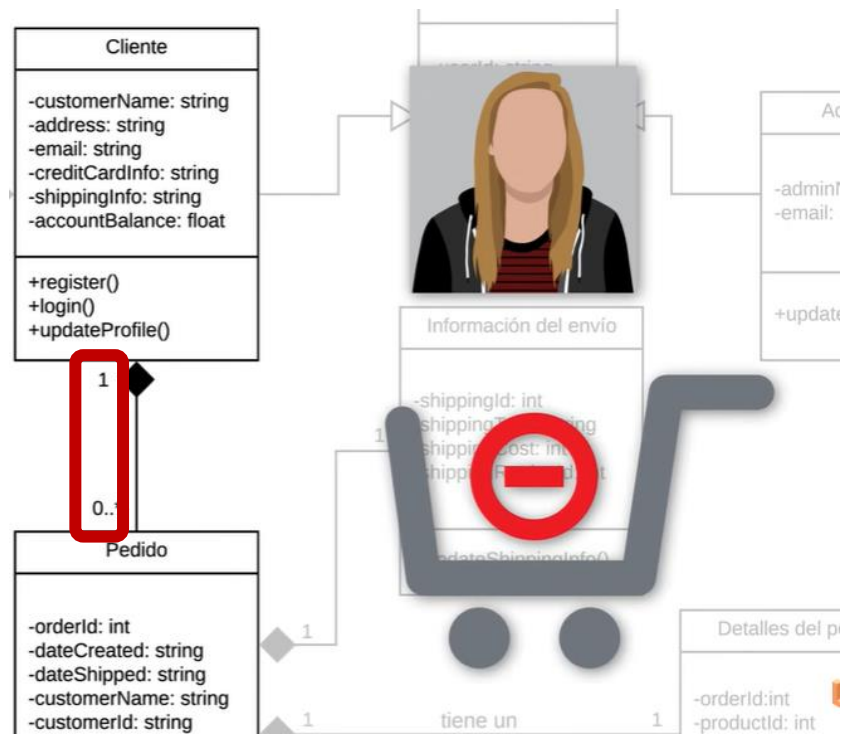 Cliente
-customerName: string
-address: string
-email: string
-creditCardInfo: string
-shippingInfo: string
-accountBalance: float
+register()
+login()
+updateProfile()
1
0..*
Pedido
-orderId: int
-dateCreated: string
-dateShipped: string
-customerName: string
-customerId: string
Información del envío
-shippingId: int
1
1
Detalles del
-orderId:int
-productId: int
1
tiene un
1
-email: